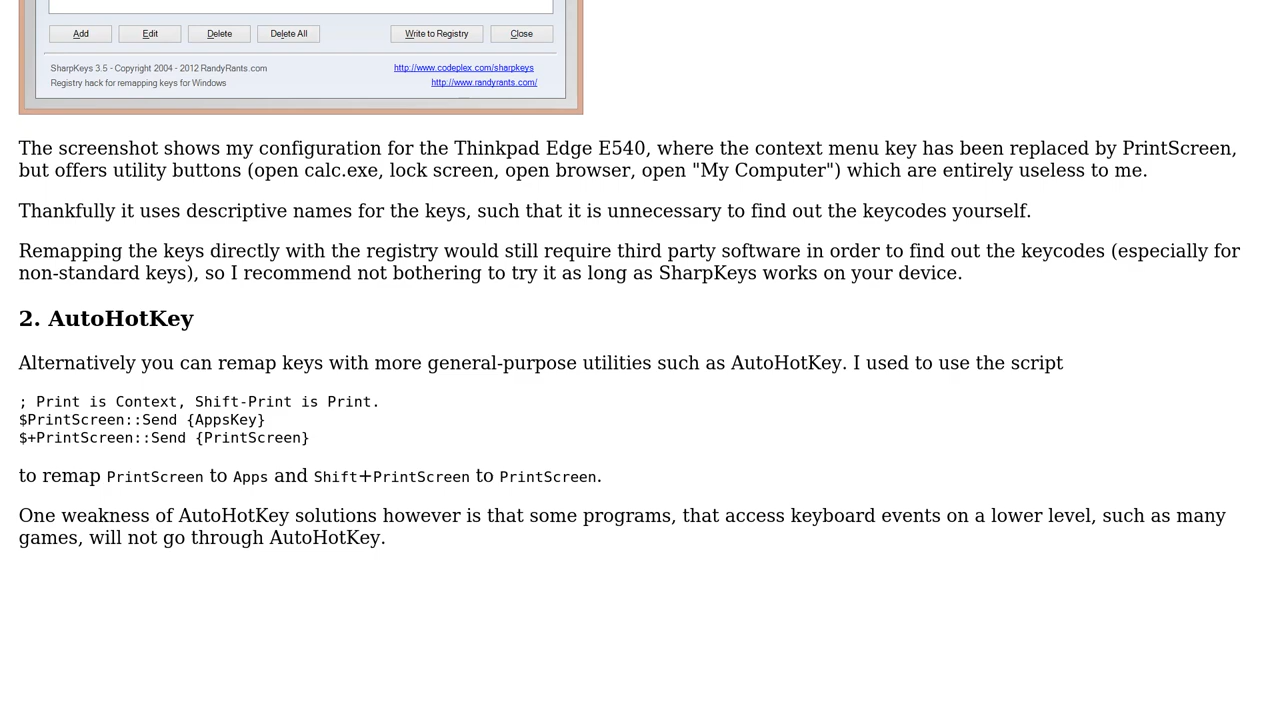 Add Edit Delete Delete All Write to Registry Close
SharpKeys 3.5 - Copyright 2004 - 2012 RandyRants.com http://www.codeplex.com/sharpkeys
Registry hack for remapping keys for Windows http://www.randyrants.com/
The screenshot shows my configuration for the Thinkpad Edge E540, where the context menu key has been replaced by PrintScreen,
but offers utility buttons (open calc.exe, lock screen, open browser, open "My Computer") which are entirely useless to me.
Thankfully it uses descriptive names for the keys, such that it is unnecessary to find out the keycodes yourself.
Remapping the keys directly with the registry would still require third party software in order to find out the keycodes (especially for
non-standard keys), so I recommend not bothering to try it as long as SharpKeys works on your device.
2. AutoHotKey
Alternatively you can remap keys with more general-purpose utilities such as AutoHotKey. I used to use the script
; Print is Context, Shift-Print is Print.
$PrintScreen::Send {AppsKey}
$+PrintScreen::Send {PrintScreen}
to remap PrintScreen to Apps and Shift+PrintScreen to PrintScreen.
One weakness of AutoHotKey solutions however is that some programs, that access keyboard events on a lower level, such as many
games, will not go through AutoHotKey.